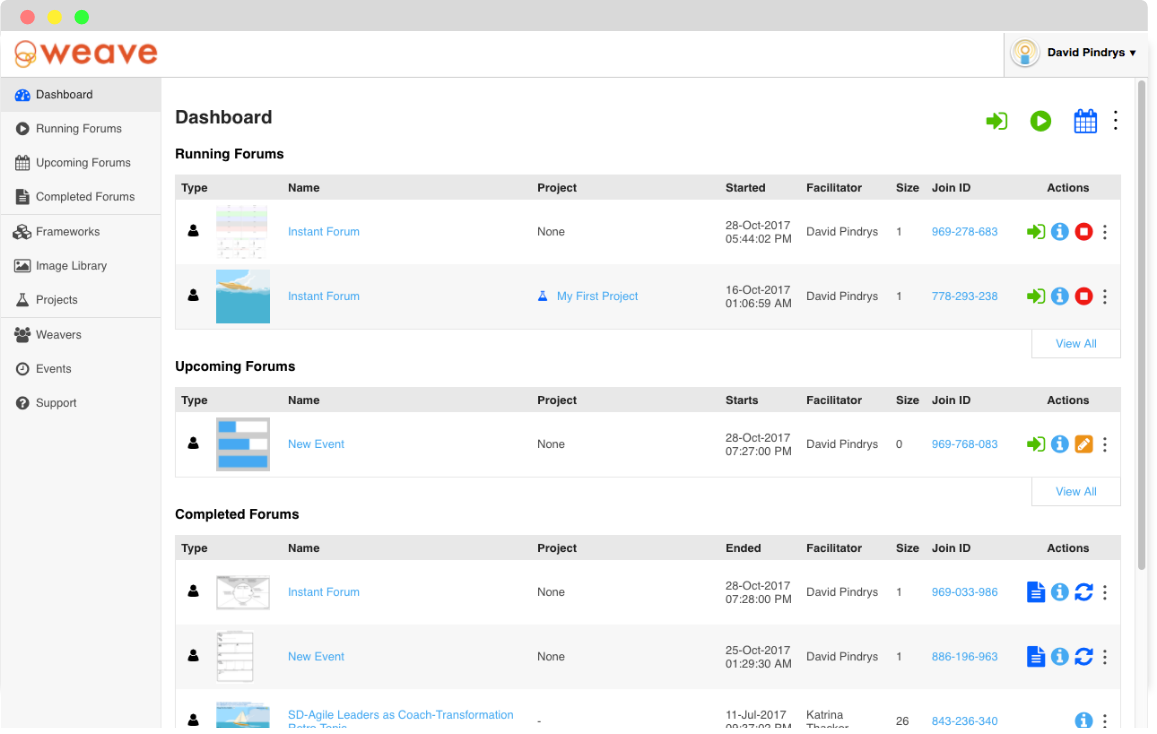 weave
David Pindrys ▾
Dashboard
Running Forums
Upcoming Forums
Completed Forums
Frameworks
Image Library
Projects
Weavers
Events
Support
Dashboard
Running Forums
Type Name Project Started Facilitator Size Join ID Actions
Instant Forum None 28-Oct-2017 05:44:02 PM David Pindrys 1 969-278-683
Instant Forum My First Project 16-Oct-2017 01:06:59 AM David Pindrys 1 778-293-238
View All
Upcoming Forums
Type Name Project Starts Facilitator Size Join ID Actions
New Event None 28-Oct-2017 07:27:00 PM David Pindrys 0 969-768-083
View All
Completed Forums
Type Name Project Ended Facilitator Size Join ID Actions
Instant Forum None 28-Oct-2017 07:28:00 PM David Pindrys 1 969-033-986
New Event None 25-Oct-2017 01:29:30 AM David Pindrys 1 886-196-963
SD-Agile Leaders as Coach-Transformation - 11-Jul-2017 Katrina 26 843-236-340